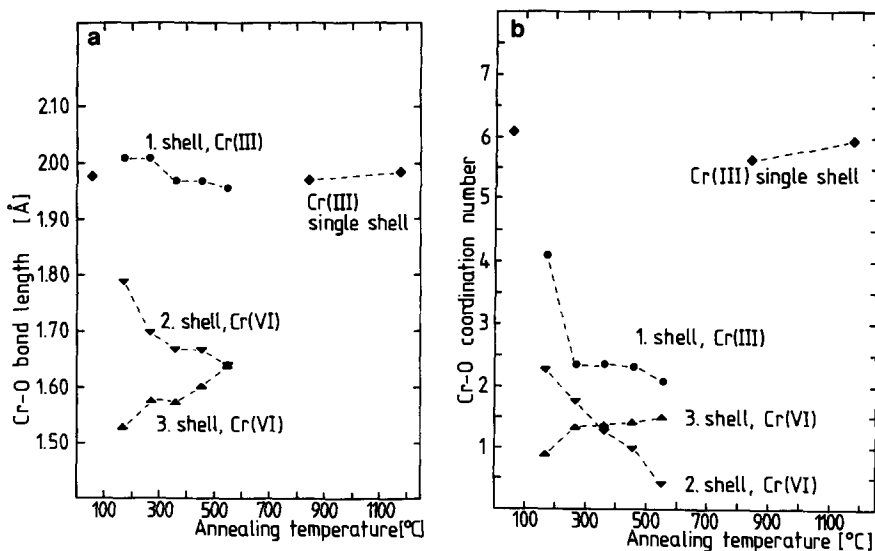 a
2.10
2.00
1.90
1.80
1.70
1.60
1.50
Cr-O bond length [Å]
1. shell, Cr(III)
Cr(III)
single shell
2. shell, Cr(VI)
3. shell, Cr(VI)
100 300 500 700 900 1100
Annealing temperature[°C]
b
7
6
5
4
3
2
1
Cr-O coordination number
Cr(III) single shell
1. shell, Cr(III)
3. shell, Cr(VI)
2. shell, Cr(VI)
100 300 500 700 900 1100
Annealing temperature [°C]